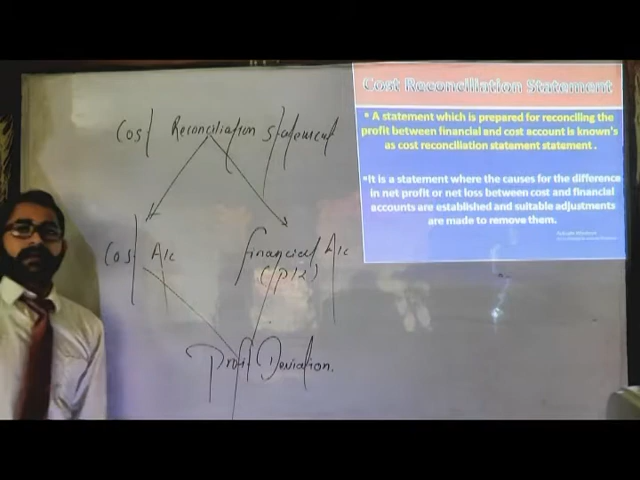 Cost Reconciliation Statement
Cost A/c
Financial A/c
(P/L)
Profit Deviation.
Cost Reconciliation Statement
* A statement which is prepared for reconciling the
profit between financial and cost account is known's
as cost reconciliation statement statement .
*It is a statement where the causes for the difference
in net profit or net loss between cost and financial
accounts are established and suitable adjustments
are made to remove them.